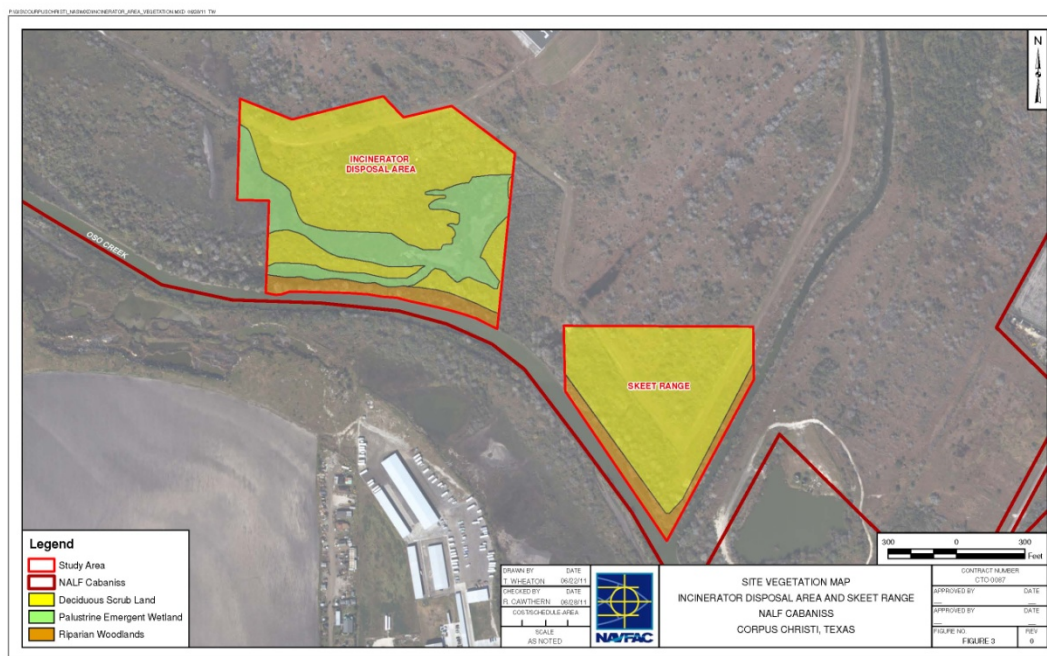 N
INCINERATOR
DISPOSAL AREA
OSO CREEK
SKEET RANGE
Legend
Study Area
NALF Cabaniss
Deciduous Scrub Land
Palustrine Emergent Wetland
Riparian Woodlands
300 0 300
Feet
DRAWN BY DATE
T. WHEATON 06/22/11
CHECKED BY DATE
R. CAWTHERN 06/28/11
COST/SCHEDULE AREA
SCALE
AS NOTED
NAVFAC
SITE VEGETATION MAP
INCINERATOR DISPOSAL AREA AND SKEET RANGE
NALF CABANISS
CORPUS CHRISTI, TEXAS
CONTRACT NUMBER
CTO-0087
APPROVED BY DATE
APPROVED BY DATE
FIGURE NO. REV
FIGURE 3 0